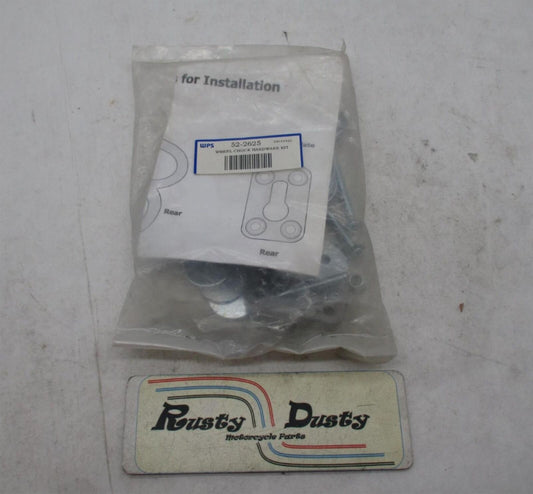 for Installation
WPS 52-2625
WHEEL CHOCK HARDWARE KIT
Rear
Rear
Rusty Dusty
Motorcycle Parts